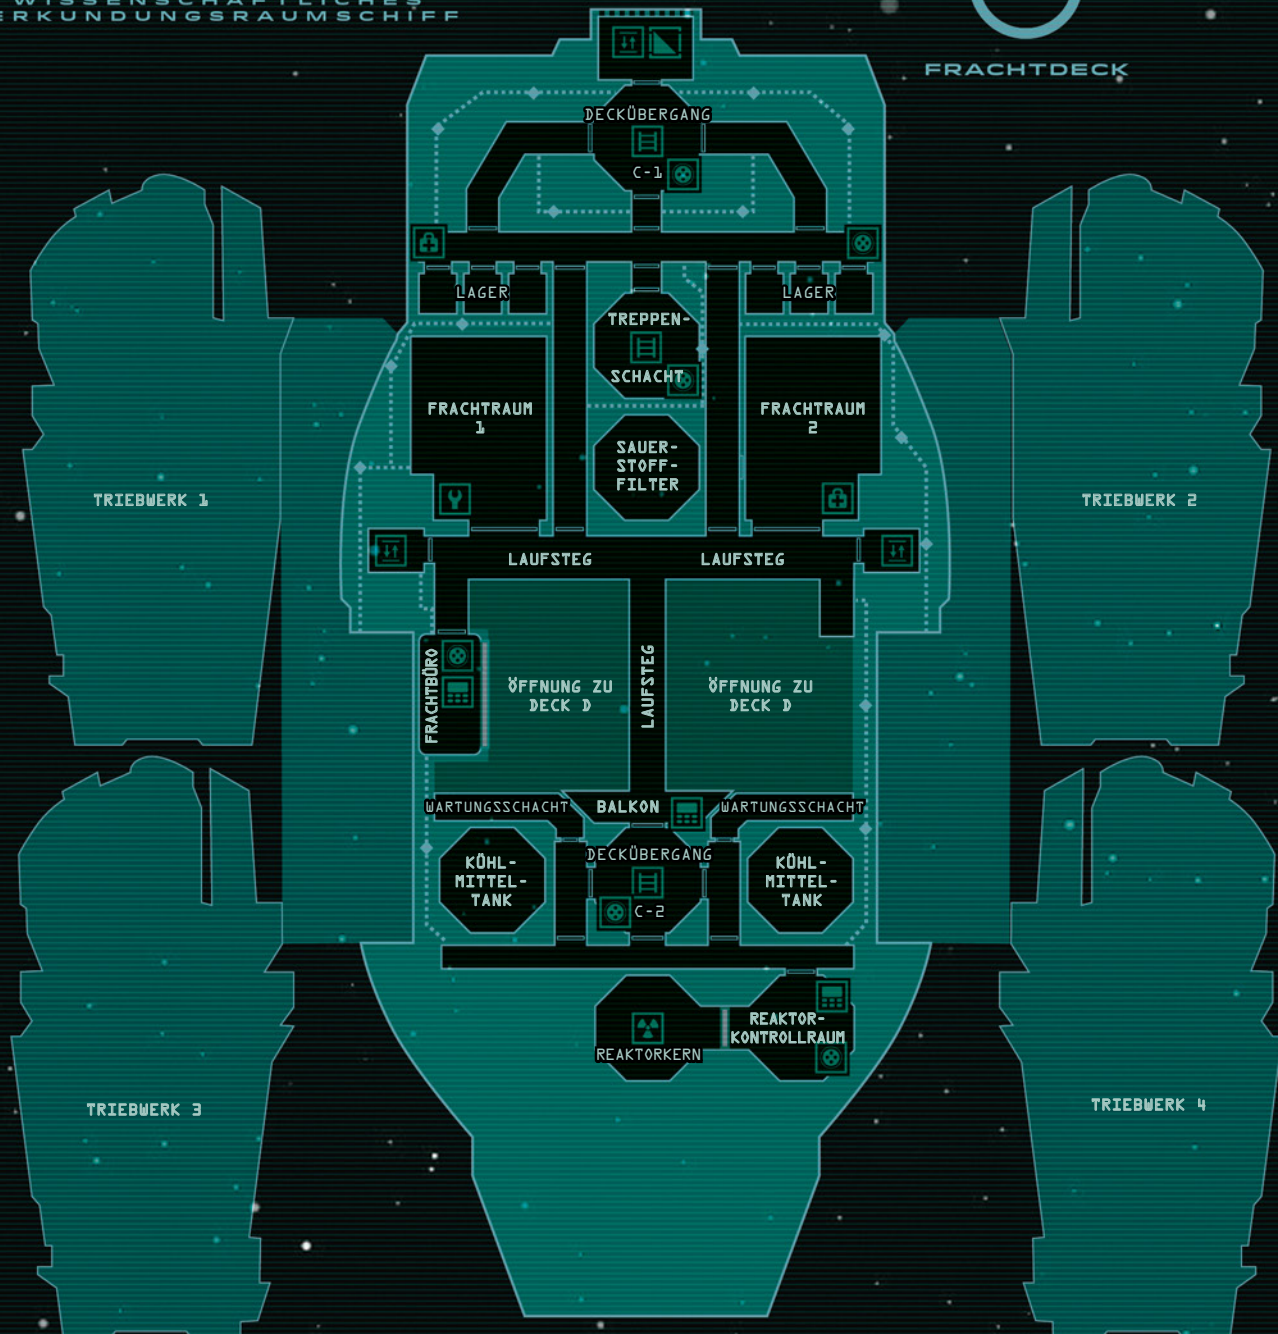 WISSENSCHAFTLICHES
ERKUNDUNGSRAUMSCHIFF
FRACHTDECK
DECKÜBERGANG
C-1
LAGER
LAGER
TREPPEN-
SCHACHT
FRACHTRAUM
1
FRACHTRAUM
2
SAUER-
STOFF-
FILTER
TRIEBWERK 1
TRIEBWERK 2
LAUFSTEG
LAUFSTEG
FRACHTBÜRO
ÖFFNUNG ZU
DECK D
LAUFSTEG
ÖFFNUNG ZU
DECK D
WARTUNGSSCHACHT
BALKON
WARTUNGSSCHACHT
KÜHL-
MITTEL-
TANK
DECKÜBERGANG
C-2
KÜHL-
MITTEL-
TANK
REAKTORKERN
REAKTOR-
KONTROLLRAUM
TRIEBWERK 3
TRIEBWERK 4